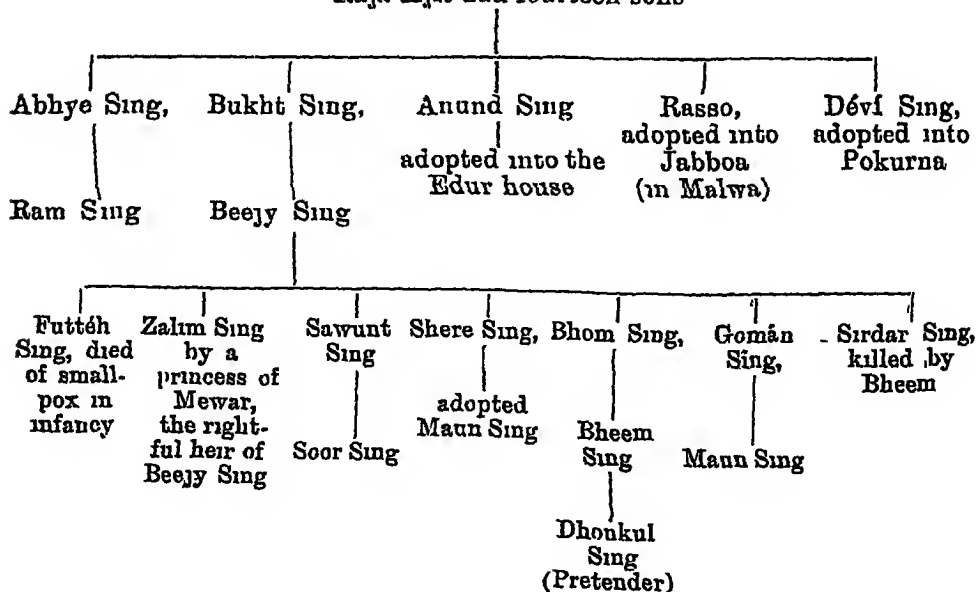 Abhye Sing, Bukht Sing, Anund Sing Rasso, Déví Sing,
adopted into the adopted into adopted into
Edur house Jabboa Pokurna
(in Malwa)
Ram Sing Beejy Sing
Futtéh Zalim Sing Sawunt Shere Sing, Bhom Sing, Gomán Sirdar Sing,
Sing, died by a Sing Sing, killed by
of small- princess of Bheem
pox in Mewar, adopted
infancy the right- Maun Sing Bheem
ful heir of Soor Sing Sing Maun Sing
Beejy Sing
Dhonkul
Sing
(Pretender)